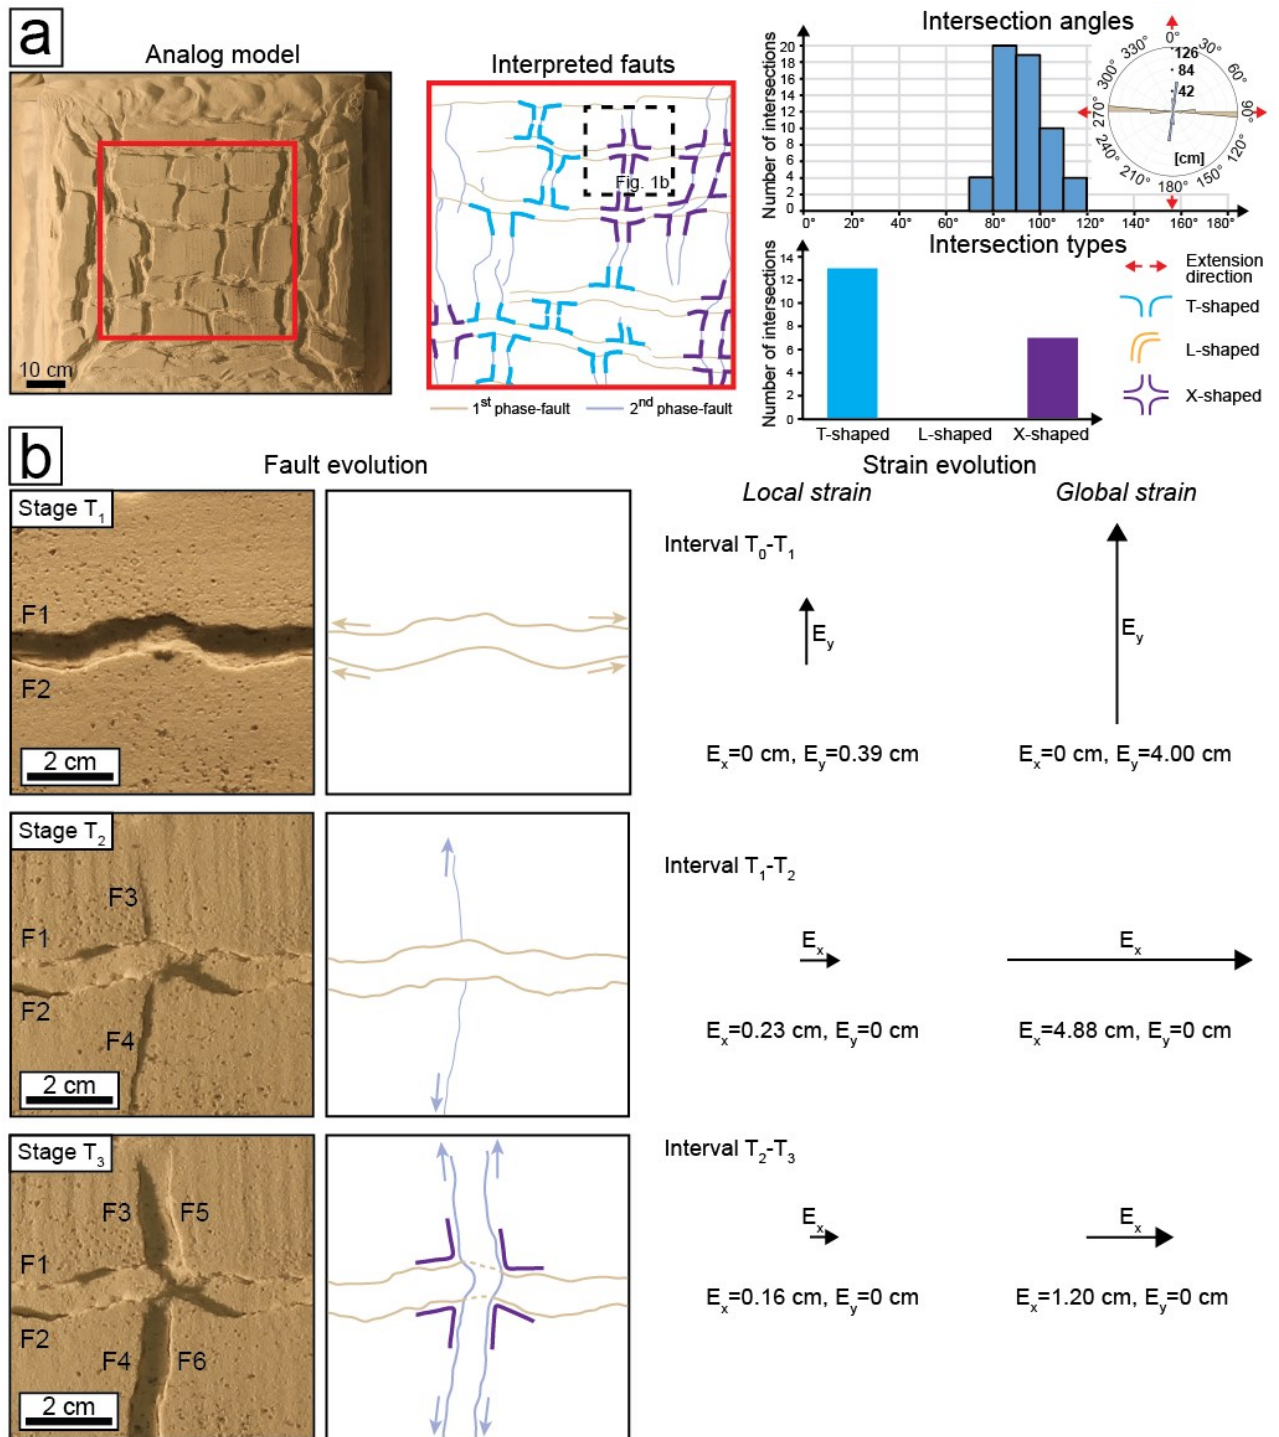 a
Analog model
10 cm
Interpreted fauts
Fig. 1b
1st phase-fault
2nd phase-fault
Intersection angles
Number of intersections
20
18
16
14
12
10
8
6
4
2
0
0° 20° 40° 60° 80° 100° 120° 140° 160° 180°
0°
30°
60°
90°
120°
150°
180°
210°
240°
270°
300°
330°
126
84
42
[cm]
Intersection types
Number of intersections
14
12
10
8
6
4
2
0
T-shaped L-shaped X-shaped
Extension
direction
T-shaped
L-shaped
X-shaped
b
Fault evolution
Strain evolution
Local strain
Global strain
Stage T1
F1
F2
2 cm
Interval T0-T1
Ey
Ey
Ex=0 cm, Ey=0.39 cm
Ex=0 cm, Ey=4.00 cm
Stage T2
F3
F1
F2
F4
2 cm
Interval T1-T2
Ex
Ex
Ex=0.23 cm, Ey=0 cm
Ex=4.88 cm, Ey=0 cm
Stage T3
F3 F5
F1
F2
F4 F6
2 cm
Interval T2-T3
Ex
Ex
Ex=0.16 cm, Ey=0 cm
Ex=1.20 cm, Ey=0 cm